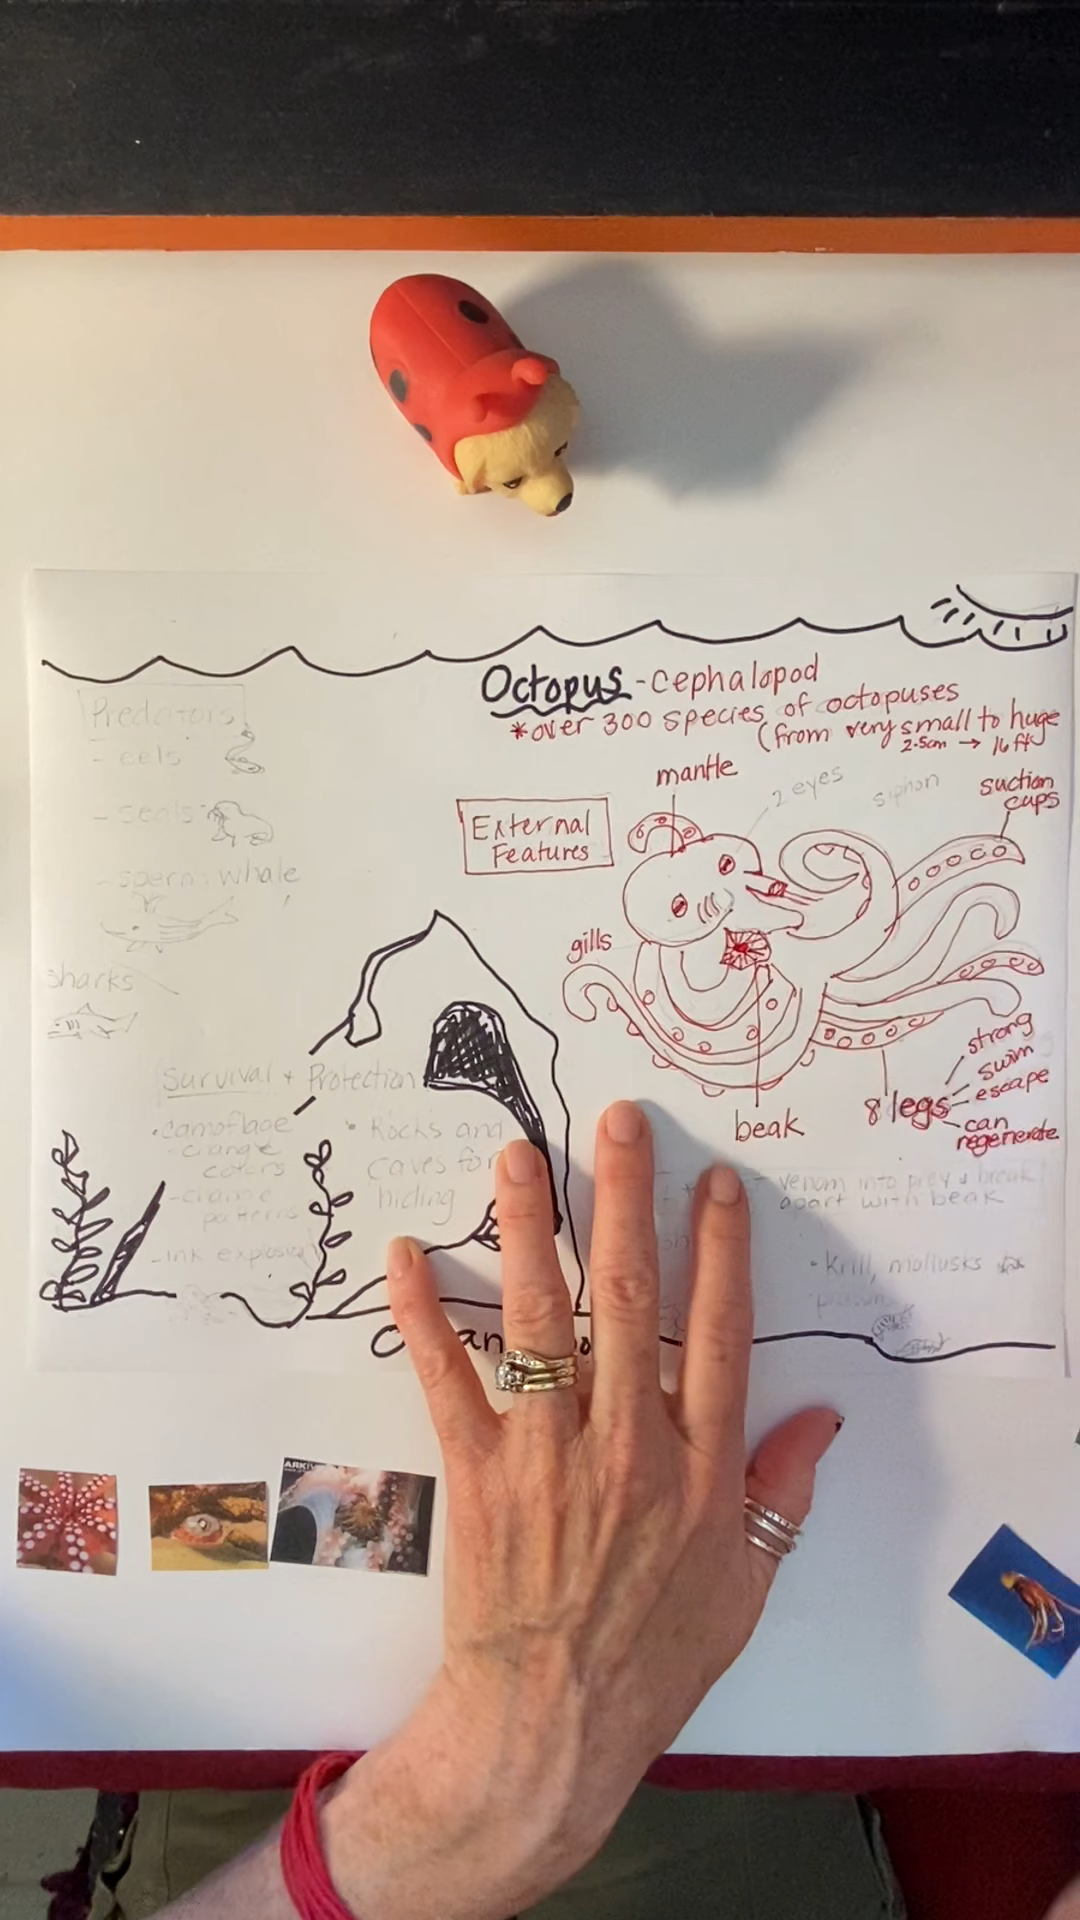 Octopus - cephalopod
* over 300 species of octopuses
(from very small to huge
2.5cm → 16 ft
Predators
- eels
- seals
- sperm whale
sharks
External
Features
mantle
2 eyes
siphon
suction
cups
gills
beak
8 legs
strong
swim
escape
can
regenerate
Survival + Protection
• camoflage
- change
colors
- change
patterns
- ink explosion
• Rocks and
caves for
hiding
venom into prey & break
apart with beak
• Krill, mollusks
ARKive